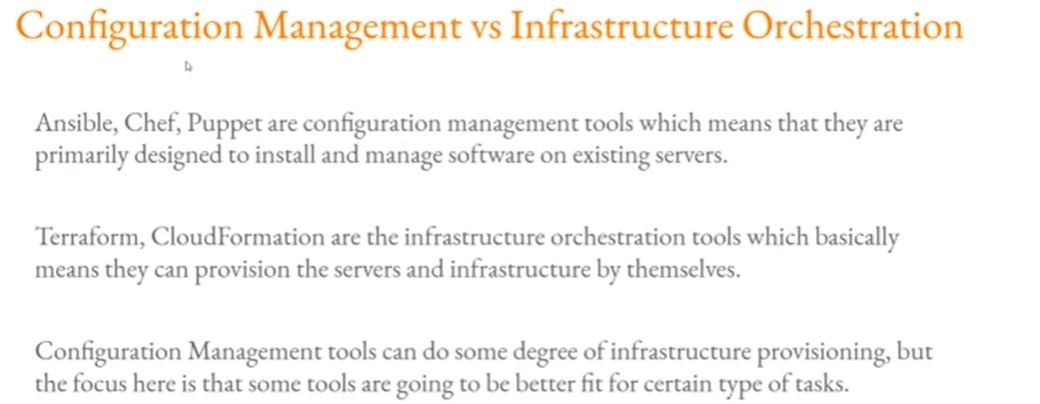 Configuration Management vs Infrastructure Orchestration
Ansible, Chef, Puppet are configuration management tools which means that they are
primarily designed to install and manage software on existing servers.
Terraform, CloudFormation are the infrastructure orchestration tools which basically
means they can provision the servers and infrastructure by themselves.
Configuration Management tools can do some degree of infrastructure provisioning, but
the focus here is that some tools are going to be better fit for certain type of tasks.